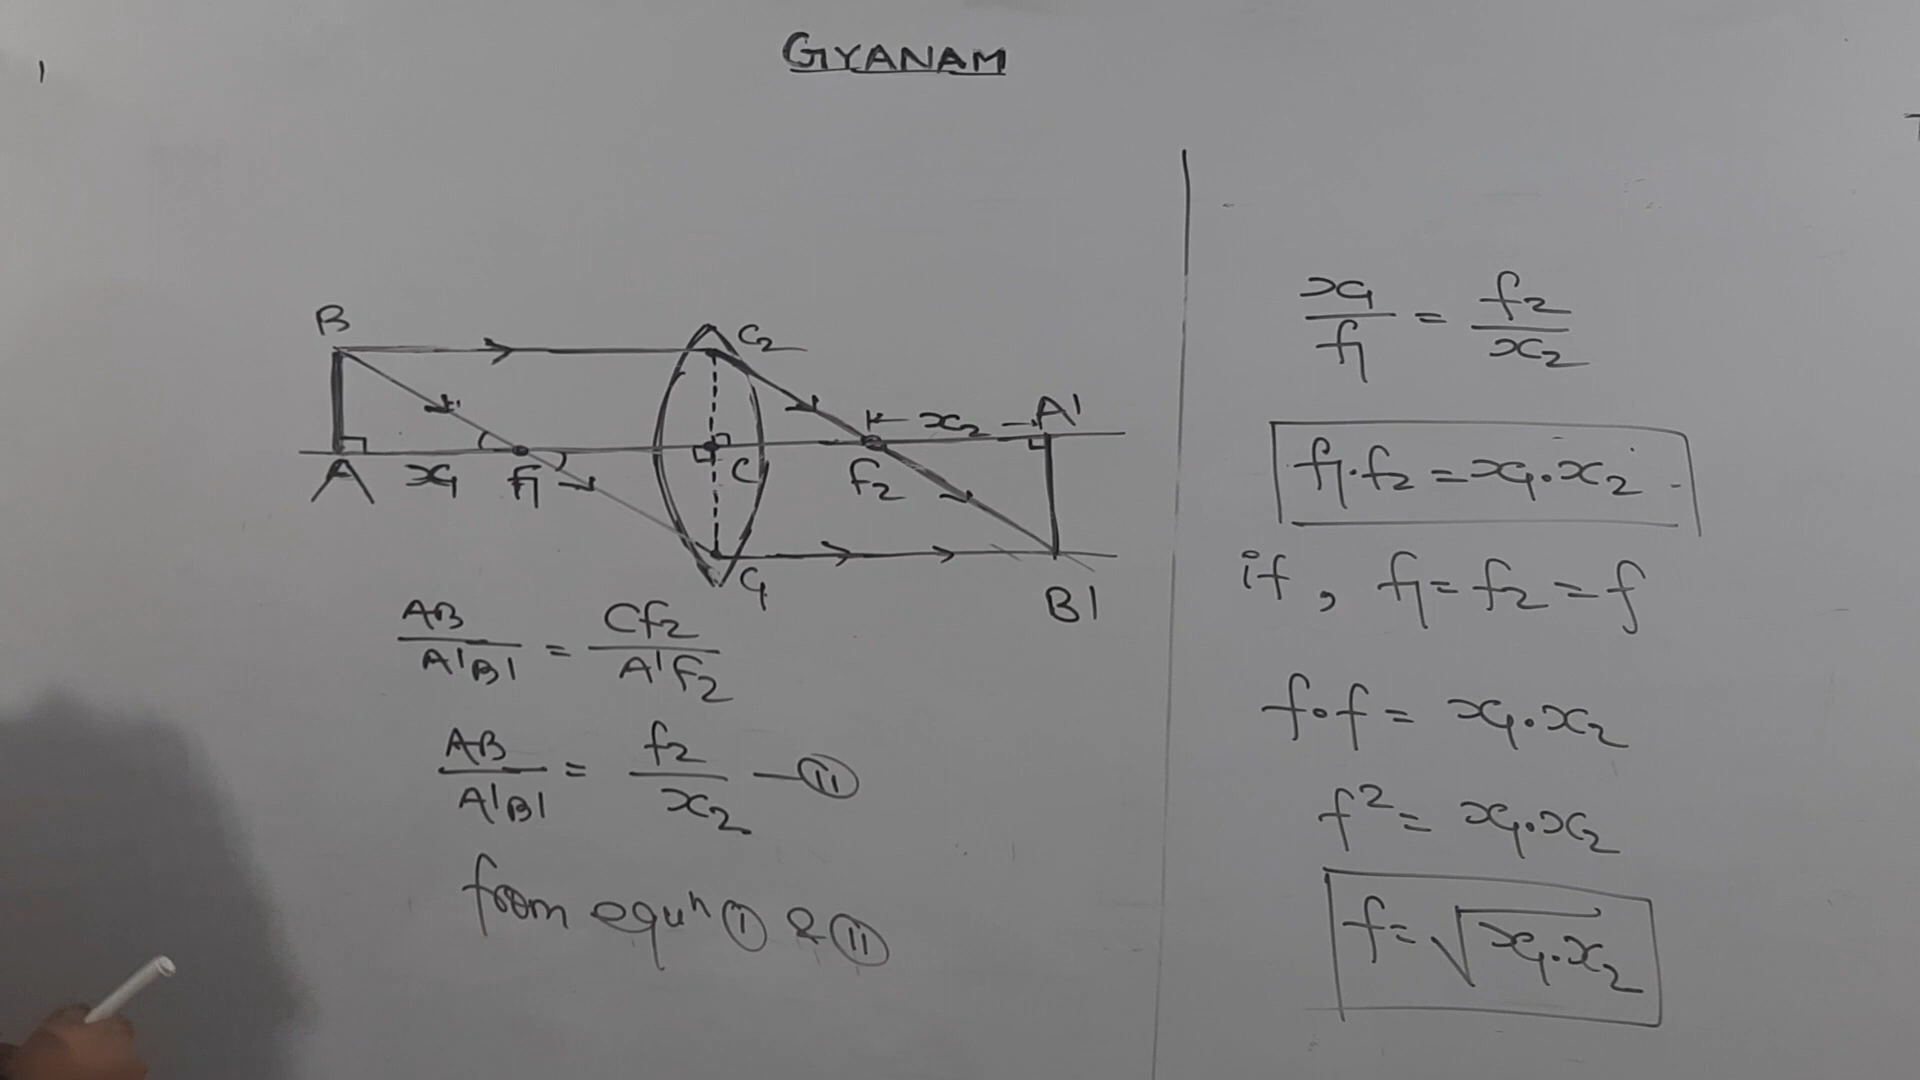 GYANAM
B
C₂
A
x₁
f₁
C
f₂
x₂
A'
C₁
B'
AB/A'B' = Cf₂/A'f₂
AB/A'B' = f₂/x₂ — (II)
from equⁿ (I) & (II)
x₁/f₁ = f₂/x₂
f₁·f₂ = x₁·x₂
if, f₁ = f₂ = f
f·f = x₁·x₂
f² = x₁·x₂
f = √x₁·x₂